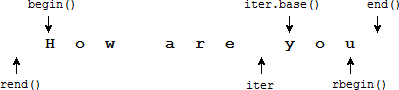 begin() iter.base() end()
H o w a r e y o u
rend() iter rbegin()